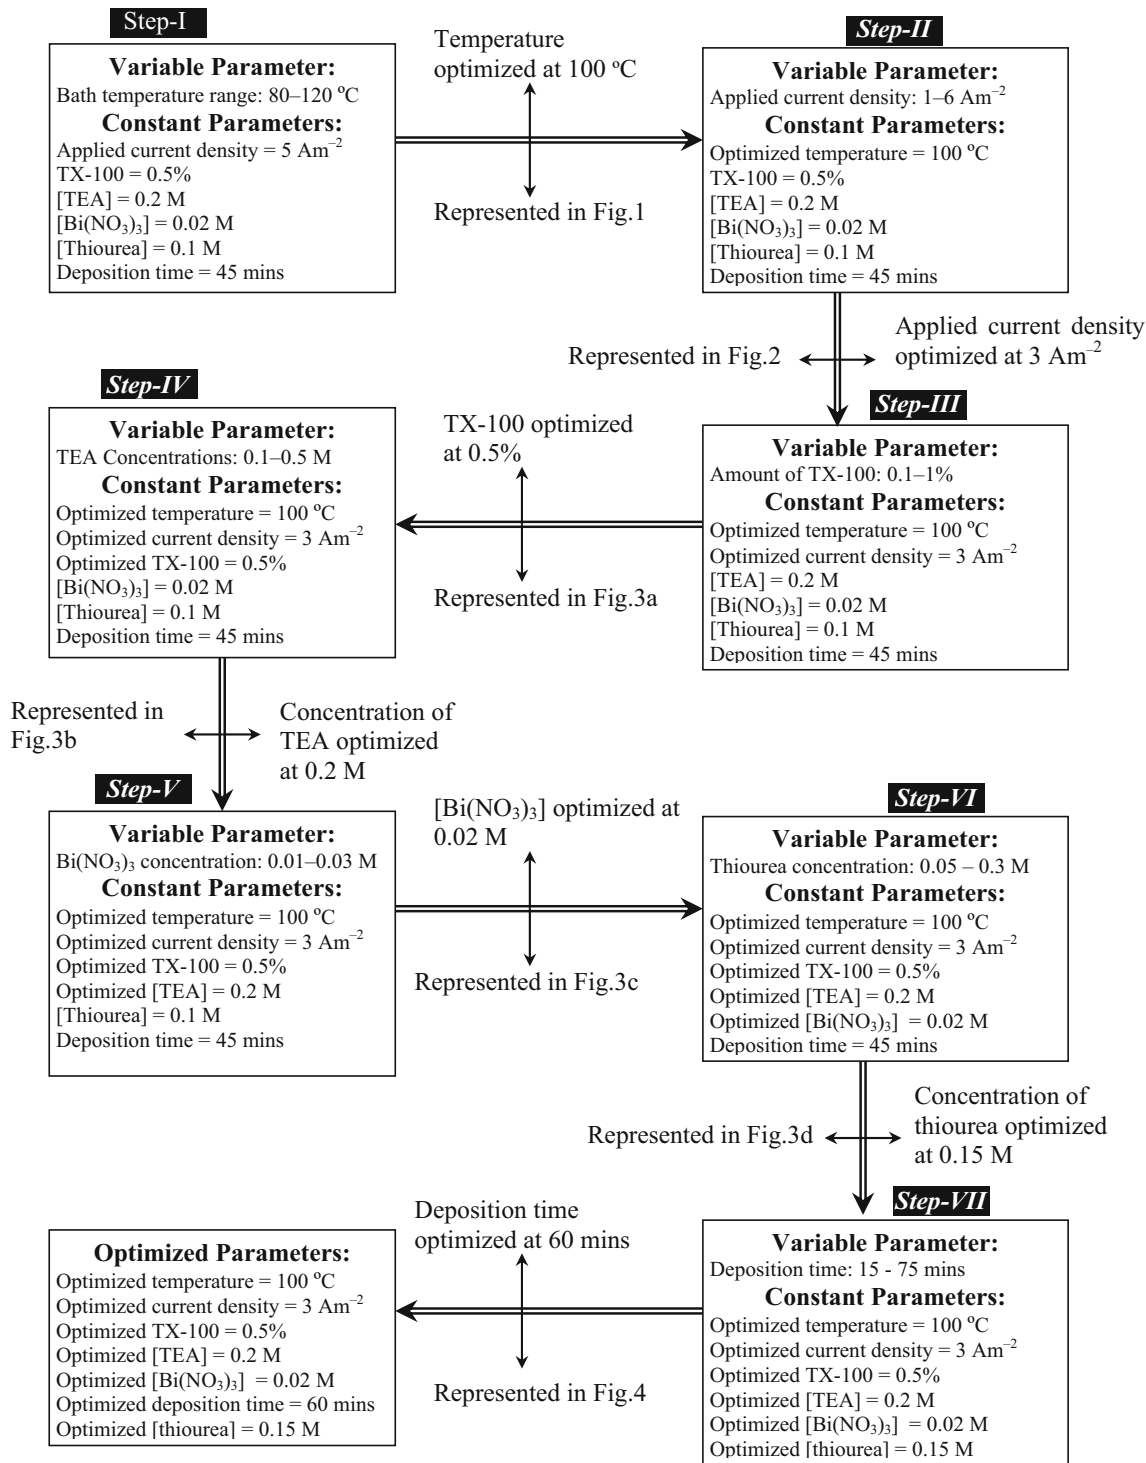 Step-I
Variable Parameter:
Bath temperature range: 80–120 ºC
Constant Parameters:
Applied current density = 5 Am⁻²
TX-100 = 0.5%
[TEA] = 0.2 M
[Bi(NO₃)₃] = 0.02 M
[Thiourea] = 0.1 M
Deposition time = 45 mins
Temperature
optimized at 100 ºC
Represented in Fig.1
Step-II
Variable Parameter:
Applied current density: 1–6 Am⁻²
Constant Parameters:
Optimized temperature = 100 ºC
TX-100 = 0.5%
[TEA] = 0.2 M
[Bi(NO₃)₃] = 0.02 M
[Thiourea] = 0.1 M
Deposition time = 45 mins
Represented in Fig.2
Applied current density
optimized at 3 Am⁻²
Step-III
Variable Parameter:
Amount of TX-100: 0.1–1%
Constant Parameters:
Optimized temperature = 100 ºC
Optimized current density = 3 Am⁻²
[TEA] = 0.2 M
[Bi(NO₃)₃] = 0.02 M
[Thiourea] = 0.1 M
Deposition time = 45 mins
TX-100 optimized
at 0.5%
Represented in Fig.3a
Step-IV
Variable Parameter:
TEA Concentrations: 0.1–0.5 M
Constant Parameters:
Optimized temperature = 100 ºC
Optimized current density = 3 Am⁻²
Optimized TX-100 = 0.5%
[Bi(NO₃)₃] = 0.02 M
[Thiourea] = 0.1 M
Deposition time = 45 mins
Represented in
Fig.3b
Concentration of
TEA optimized
at 0.2 M
Step-V
Variable Parameter:
Bi(NO₃)₃ concentration: 0.01–0.03 M
Constant Parameters:
Optimized temperature = 100 ºC
Optimized current density = 3 Am⁻²
Optimized TX-100 = 0.5%
Optimized [TEA] = 0.2 M
[Thiourea] = 0.1 M
Deposition time = 45 mins
[Bi(NO₃)₃] optimized at
0.02 M
Represented in Fig.3c
Step-VI
Variable Parameter:
Thiourea concentration: 0.05 – 0.3 M
Constant Parameters:
Optimized temperature = 100 ºC
Optimized current density = 3 Am⁻²
Optimized TX-100 = 0.5%
Optimized [TEA] = 0.2 M
Optimized [Bi(NO₃)₃] = 0.02 M
Deposition time = 45 mins
Represented in Fig.3d
Concentration of
thiourea optimized
at 0.15 M
Step-VII
Variable Parameter:
Deposition time: 15 - 75 mins
Constant Parameters:
Optimized temperature = 100 ºC
Optimized current density = 3 Am⁻²
Optimized TX-100 = 0.5%
Optimized [TEA] = 0.2 M
Optimized [Bi(NO₃)₃] = 0.02 M
Optimized [thiourea] = 0.15 M
Deposition time
optimized at 60 mins
Represented in Fig.4
Optimized Parameters:
Optimized temperature = 100 ºC
Optimized current density = 3 Am⁻²
Optimized TX-100 = 0.5%
Optimized [TEA] = 0.2 M
Optimized [Bi(NO₃)₃] = 0.02 M
Optimized deposition time = 60 mins
Optimized [thiourea] = 0.15 M